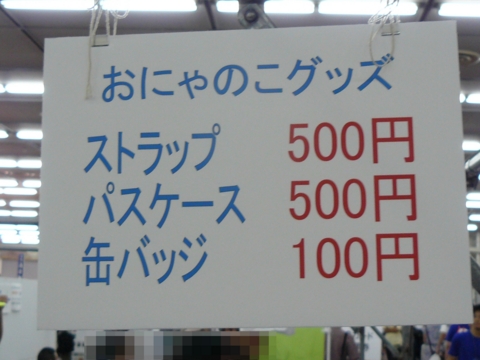 おにゃのこグッズ
ストラップ 500円
パスケース 500円
缶バッジ 100円